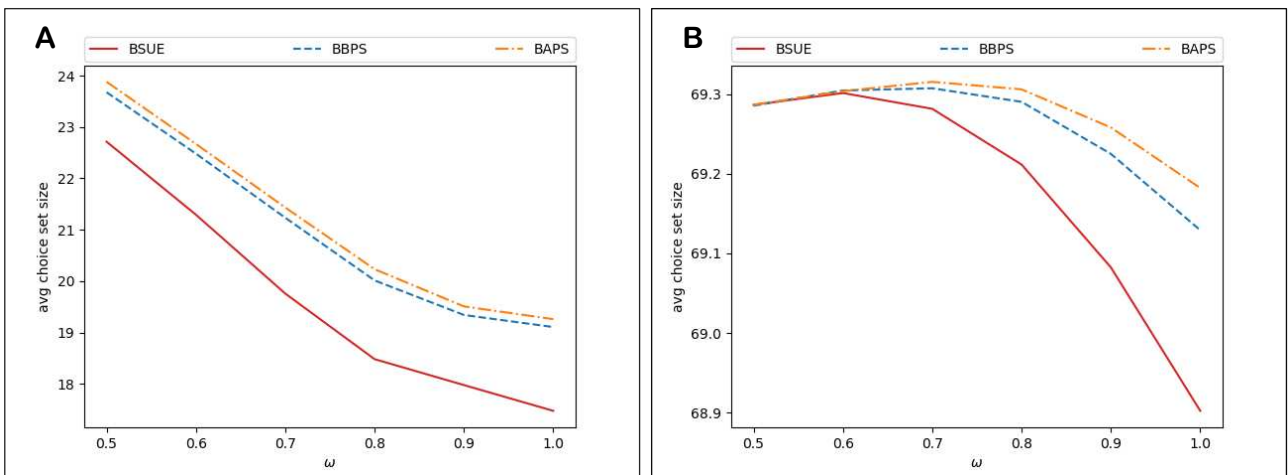 A
BSUE BBPS BAPS
24
23
22
21
20
19
18
avg choice set size
0.5 0.6 0.7 0.8 0.9 1.0
ω
B
BSUE BBPS BAPS
69.3
69.2
69.1
69.0
68.9
avg choice set size
0.5 0.6 0.7 0.8 0.9 1.0
ω